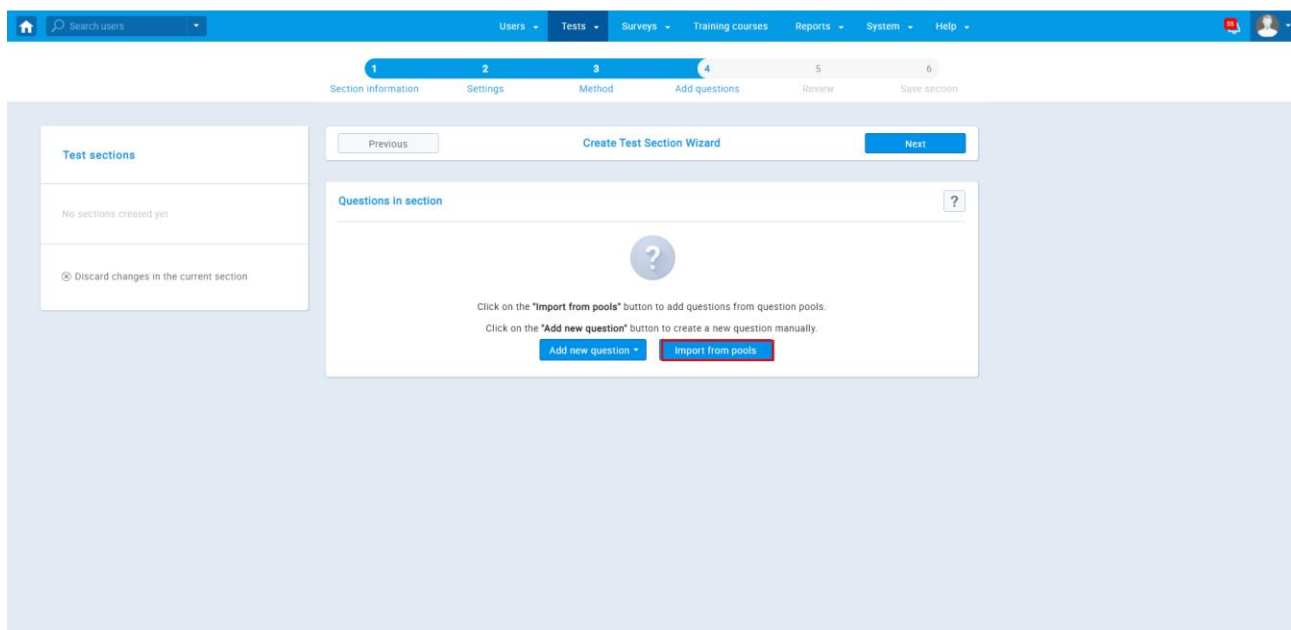 Search users
Users Tests Surveys Training courses Reports System Help
1 2 3 4 5 6
Section information Settings Method Add questions Review Save section
Test sections
No sections created yet
Discard changes in the current section
Previous Create Test Section Wizard Next
Questions in section ?
?
Click on the "Import from pools" button to add questions from question pools.
Click on the "Add new question" button to create a new question manually.
Add new question Import from pools